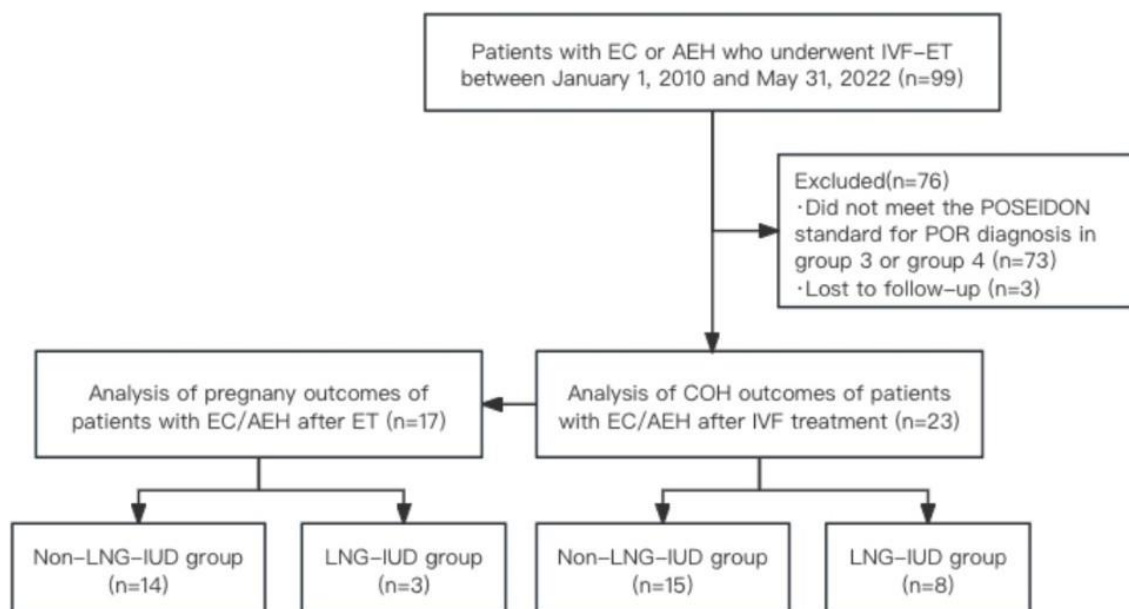 Patients with EC or AEH who underwent IVF-ET
between January 1, 2010 and May 31, 2022 (n=99)
Excluded(n=76)
·Did not meet the POSEIDON
standard for POR diagnosis in
group 3 or group 4 (n=73)
·Lost to follow-up (n=3)
Analysis of pregnany outcomes of
patients with EC/AEH after ET (n=17)
Analysis of COH outcomes of patients
with EC/AEH after IVF treatment (n=23)
Non-LNG-IUD group
(n=14)
LNG-IUD group
(n=3)
Non-LNG-IUD group
(n=15)
LNG-IUD group
(n=8)